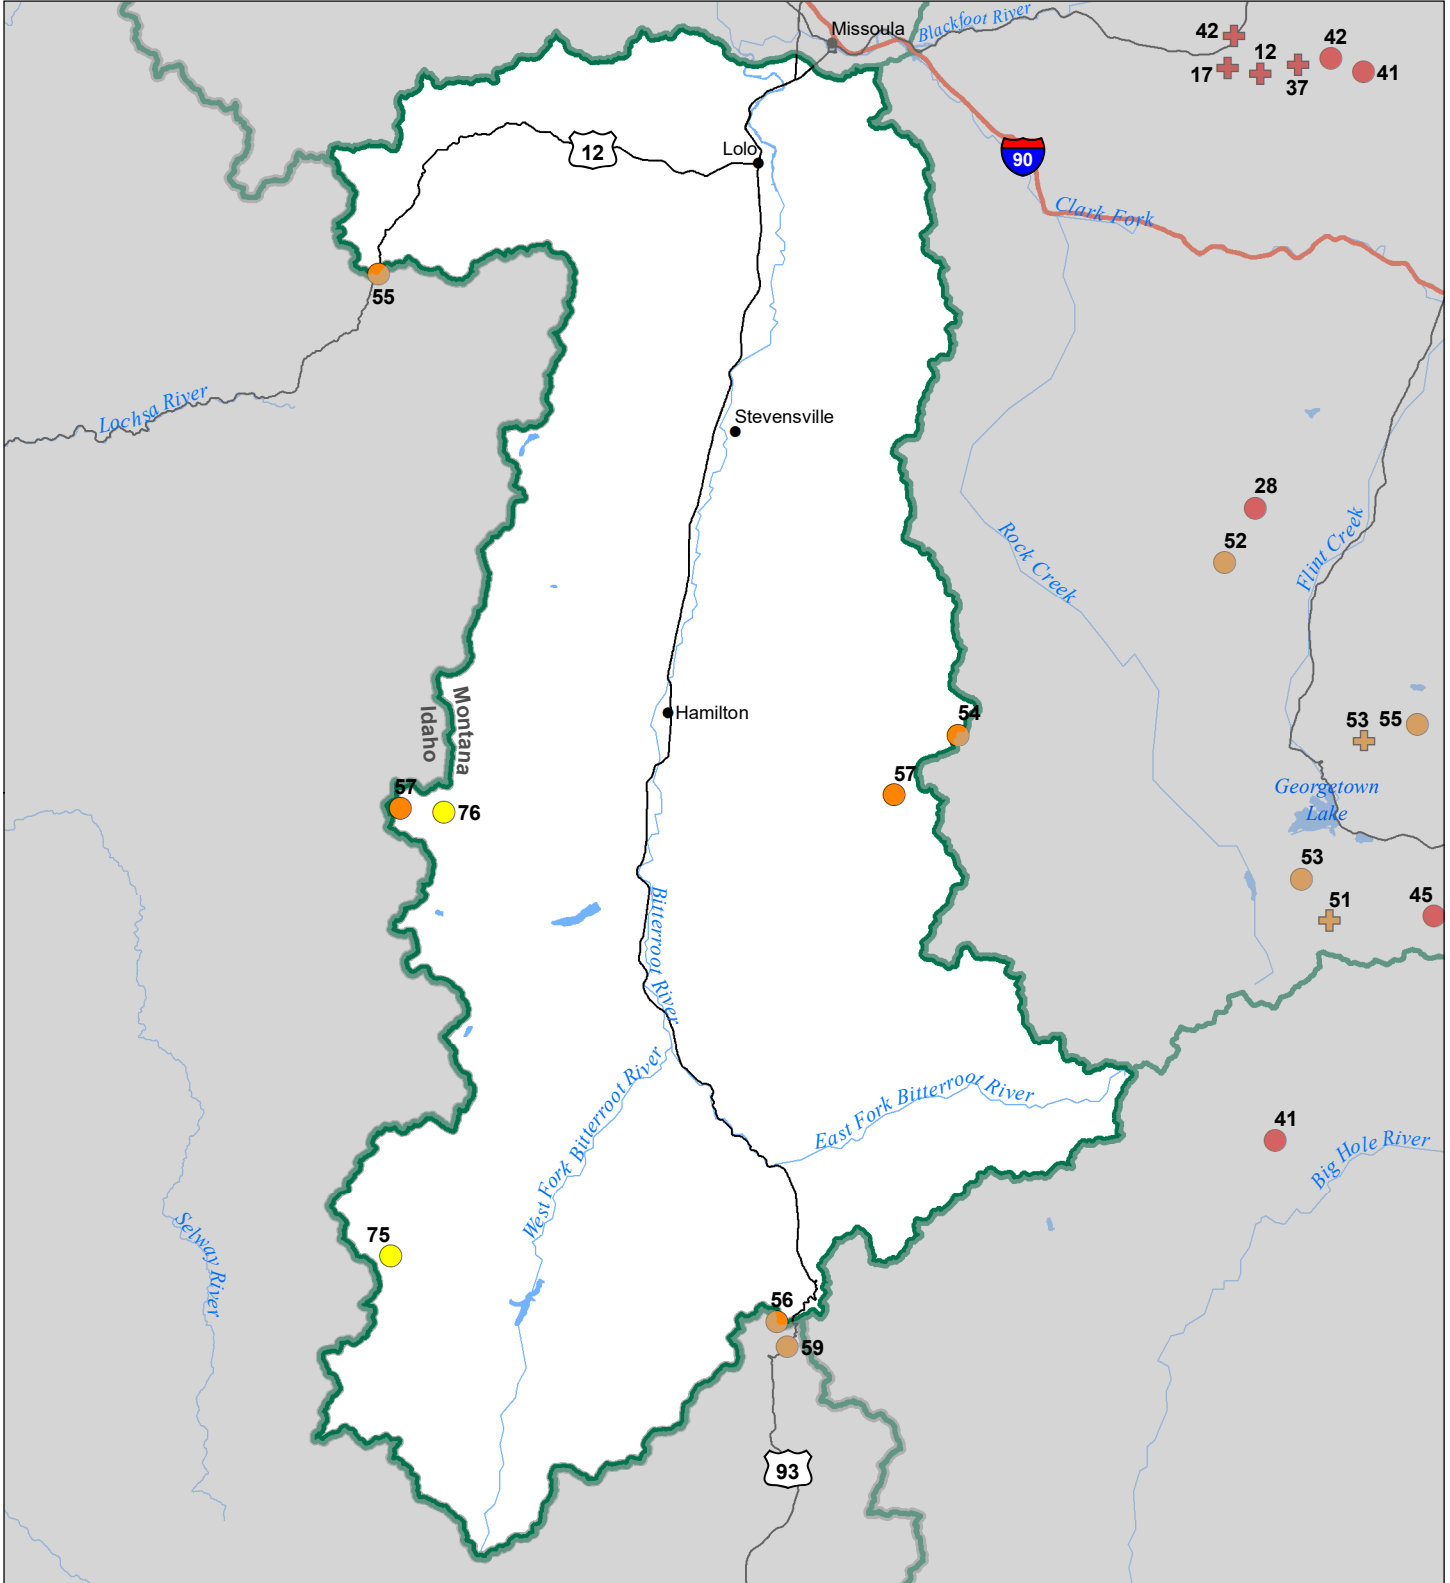 Missoula
Blackfoot River
42
17
12
37
42
41
12
Lolo
90
Clark Fork
55
Lochsa River
Stevensville
28
52
Flint Creek
Rock Creek
Montana
Idaho
Hamilton
54
57
53
55
57
76
Georgetown
Lake
53
51
45
Bitterroot River
West Fork Bitterroot River
East Fork Bitterroot River
41
Big Hole River
75
Selway River
56
59
93